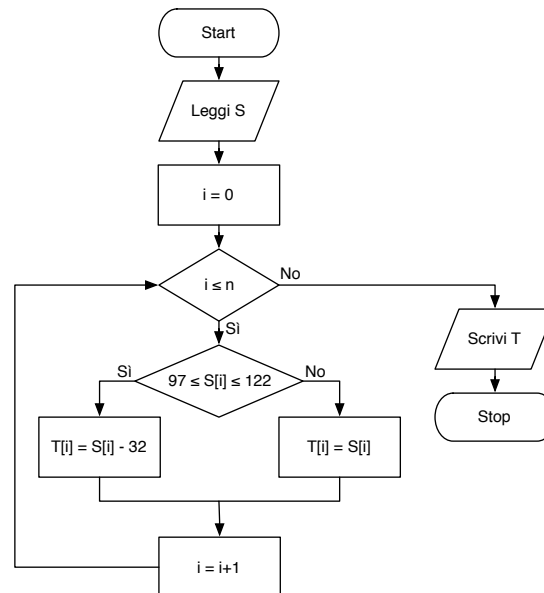 Start
Leggi S
i = 0
i ≤ n
No
Sì
Scrivi T
97 ≤ S[i] ≤ 122
Sì
No
Stop
T[i] = S[i] - 32
T[i] = S[i]
i = i+1